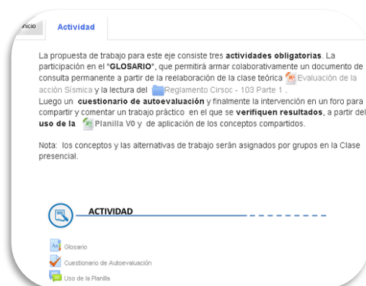 Inicio
Actividad
La propuesta de trabajo para este eje consiste tres actividades obligatorias. La
participación en el "GLOSARIO", que permitirá armar colaborativamente un documento de
consulta permanente a partir de la reelaboración de la clase teórica Evaluación de la
acción Sísmica y la lectura del Reglamento Cirsoc - 103 Parte 1 .
Luego un cuestionario de autoevaluación y finalmente la intervención en un foro para
compartir y comentar un trabajo práctico en el que se verifiquen resultados, a partir del
uso de la Planilla V0 y de aplicación de los conceptos compartidos.
Nota: los conceptos y las alternativas de trabajo serán asignados por grupos en la Clase
presencial.
ACTIVIDAD
Glosario
Cuestionario de Autoevaluación
Uso de la Planilla